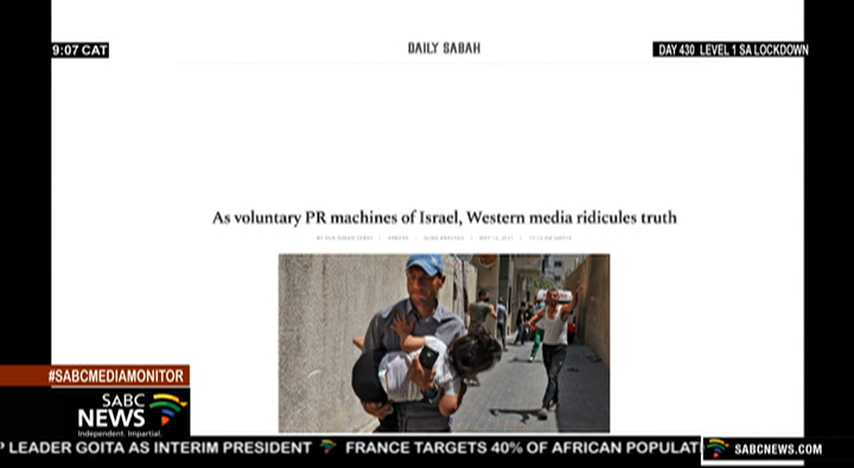 9:07 CAT
DAILY SABAH
DAY 430 LEVEL 1 SA LOCKDOWN
As voluntary PR machines of Israel, Western media ridicules truth
#SABCMEDIAMONITOR
SABC
NEWS
Independent. Impartial.
P LEADER GOITA AS INTERIM PRESIDENT FRANCE TARGETS 40% OF AFRICAN POPULAT
SABCNEWS.COM